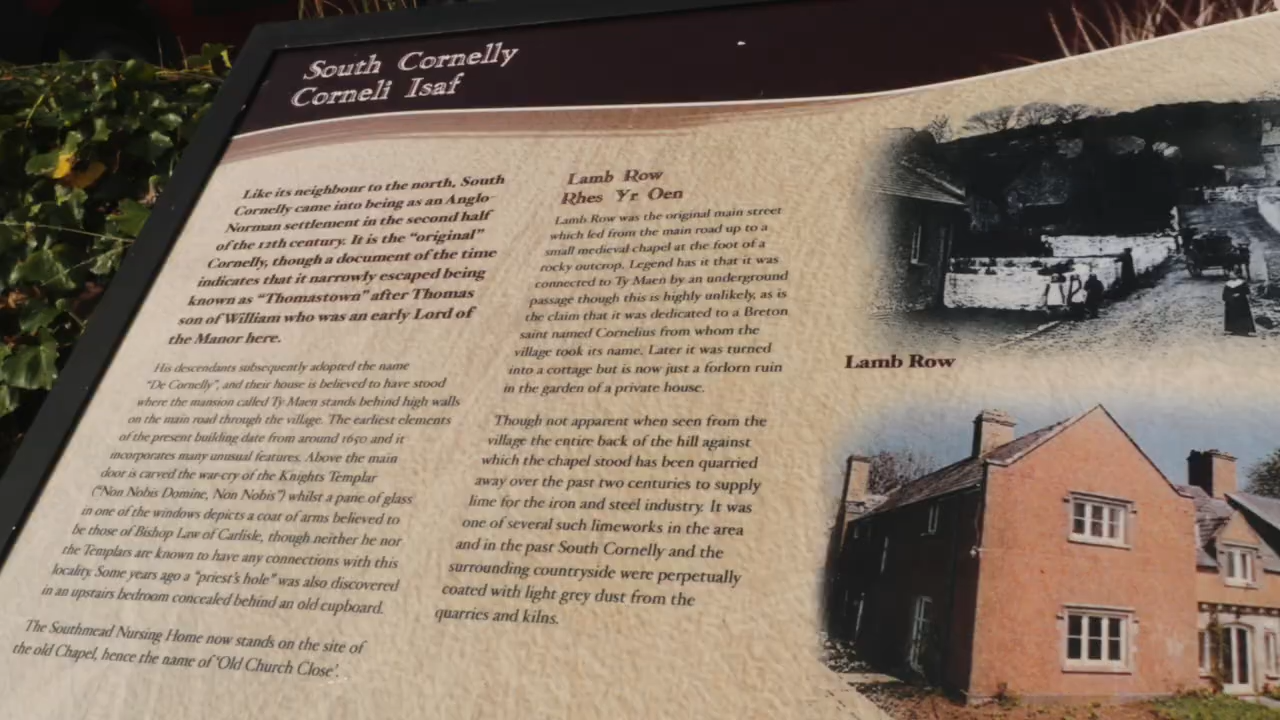 South Cornelly
Corneli Isaf
Like its neighbour to the north, South
Cornelly came into being as an Anglo-
Norman settlement in the second half
of the 12th century. It is the "original"
Cornelly, though a document of the time
indicates that it narrowly escaped being
known as "Thomastown" after Thomas
son of William who was an early Lord of
the Manor here.
His descendants subsequently adopted the name
"De Cornelly", and their house is believed to have stood
where the mansion called Ty Maen stands behind high walls
on the main road through the village. The earliest elements
of the present building date from around 1650 and it
incorporates many unusual features. Above the main
door is carved the war-cry of the Knights Templar
("Non Nobis Domine, Non Nobis") whilst a pane of glass
in one of the windows depicts a coat of arms believed to
be those of Bishop Law of Carlisle, though neither he nor
the Templars are known to have any connections with this
locality. Some years ago a "priest's hole" was also discovered
in an upstairs bedroom concealed behind an old cupboard.
The Southmead Nursing Home now stands on the site of
the old Chapel, hence the name of 'Old Church Close'.
Lamb Row
Rhes Yr Oen
Lamb Row was the original main street
which led from the main road up to a
small medieval chapel at the foot of a
rocky outcrop. Legend has it that it was
connected to Ty Maen by an underground
passage though this is highly unlikely, as is
the claim that it was dedicated to a Breton
saint named Cornelius from whom the
village took its name. Later it was turned
into a cottage but is now just a forlorn ruin
in the garden of a private house.
Though not apparent when seen from the
village the entire back of the hill against
which the chapel stood has been quarried
away over the past two centuries to supply
lime for the iron and steel industry. It was
one of several such limeworks in the area
and in the past South Cornelly and the
surrounding countryside were perpetually
coated with light grey dust from the
quarries and kilns.
Lamb Row